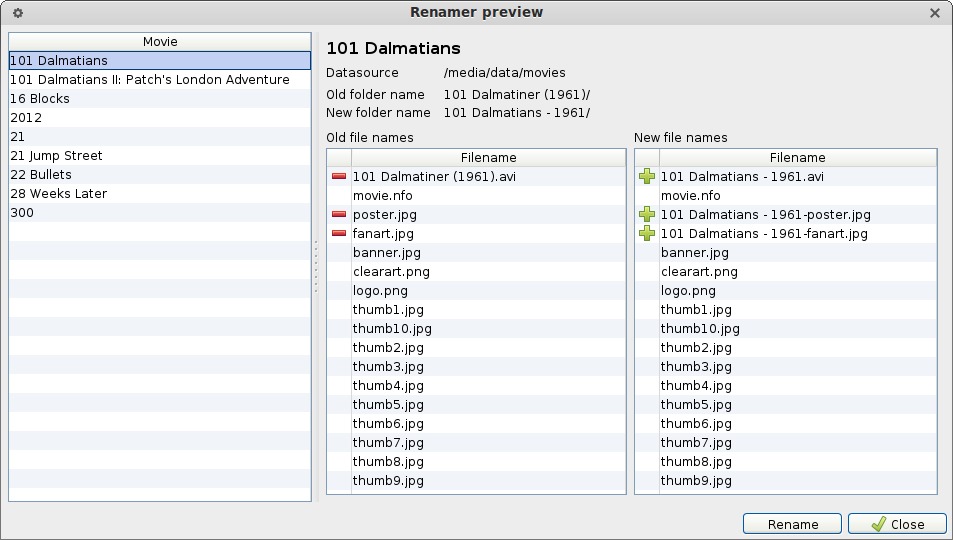 Renamer preview
Movie
101 Dalmatians
101 Dalmatians II: Patch's London Adventure
16 Blocks
2012
21
21 Jump Street
22 Bullets
28 Weeks Later
300
101 Dalmatians
Datasource /media/data/movies
Old folder name 101 Dalmatiner (1961)/
New folder name 101 Dalmatians - 1961/
Old file names
Filename
101 Dalmatiner (1961).avi
movie.nfo
poster.jpg
fanart.jpg
banner.jpg
clearart.png
logo.png
thumb1.jpg
thumb10.jpg
thumb2.jpg
thumb3.jpg
thumb4.jpg
thumb5.jpg
thumb6.jpg
thumb7.jpg
thumb8.jpg
thumb9.jpg
New file names
Filename
101 Dalmatians - 1961.avi
movie.nfo
101 Dalmatians - 1961-poster.jpg
101 Dalmatians - 1961-fanart.jpg
banner.jpg
clearart.png
logo.png
thumb1.jpg
thumb10.jpg
thumb2.jpg
thumb3.jpg
thumb4.jpg
thumb5.jpg
thumb6.jpg
thumb7.jpg
thumb8.jpg
thumb9.jpg
Rename
Close